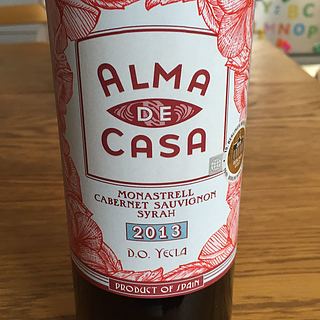 ALMA
DE
CASA
MONASTRELL
CABERNET SAUVIGNON
SYRAH
2013
D.O. YECLA
PRODUCT OF SPAIN
Y: B C
M N O P